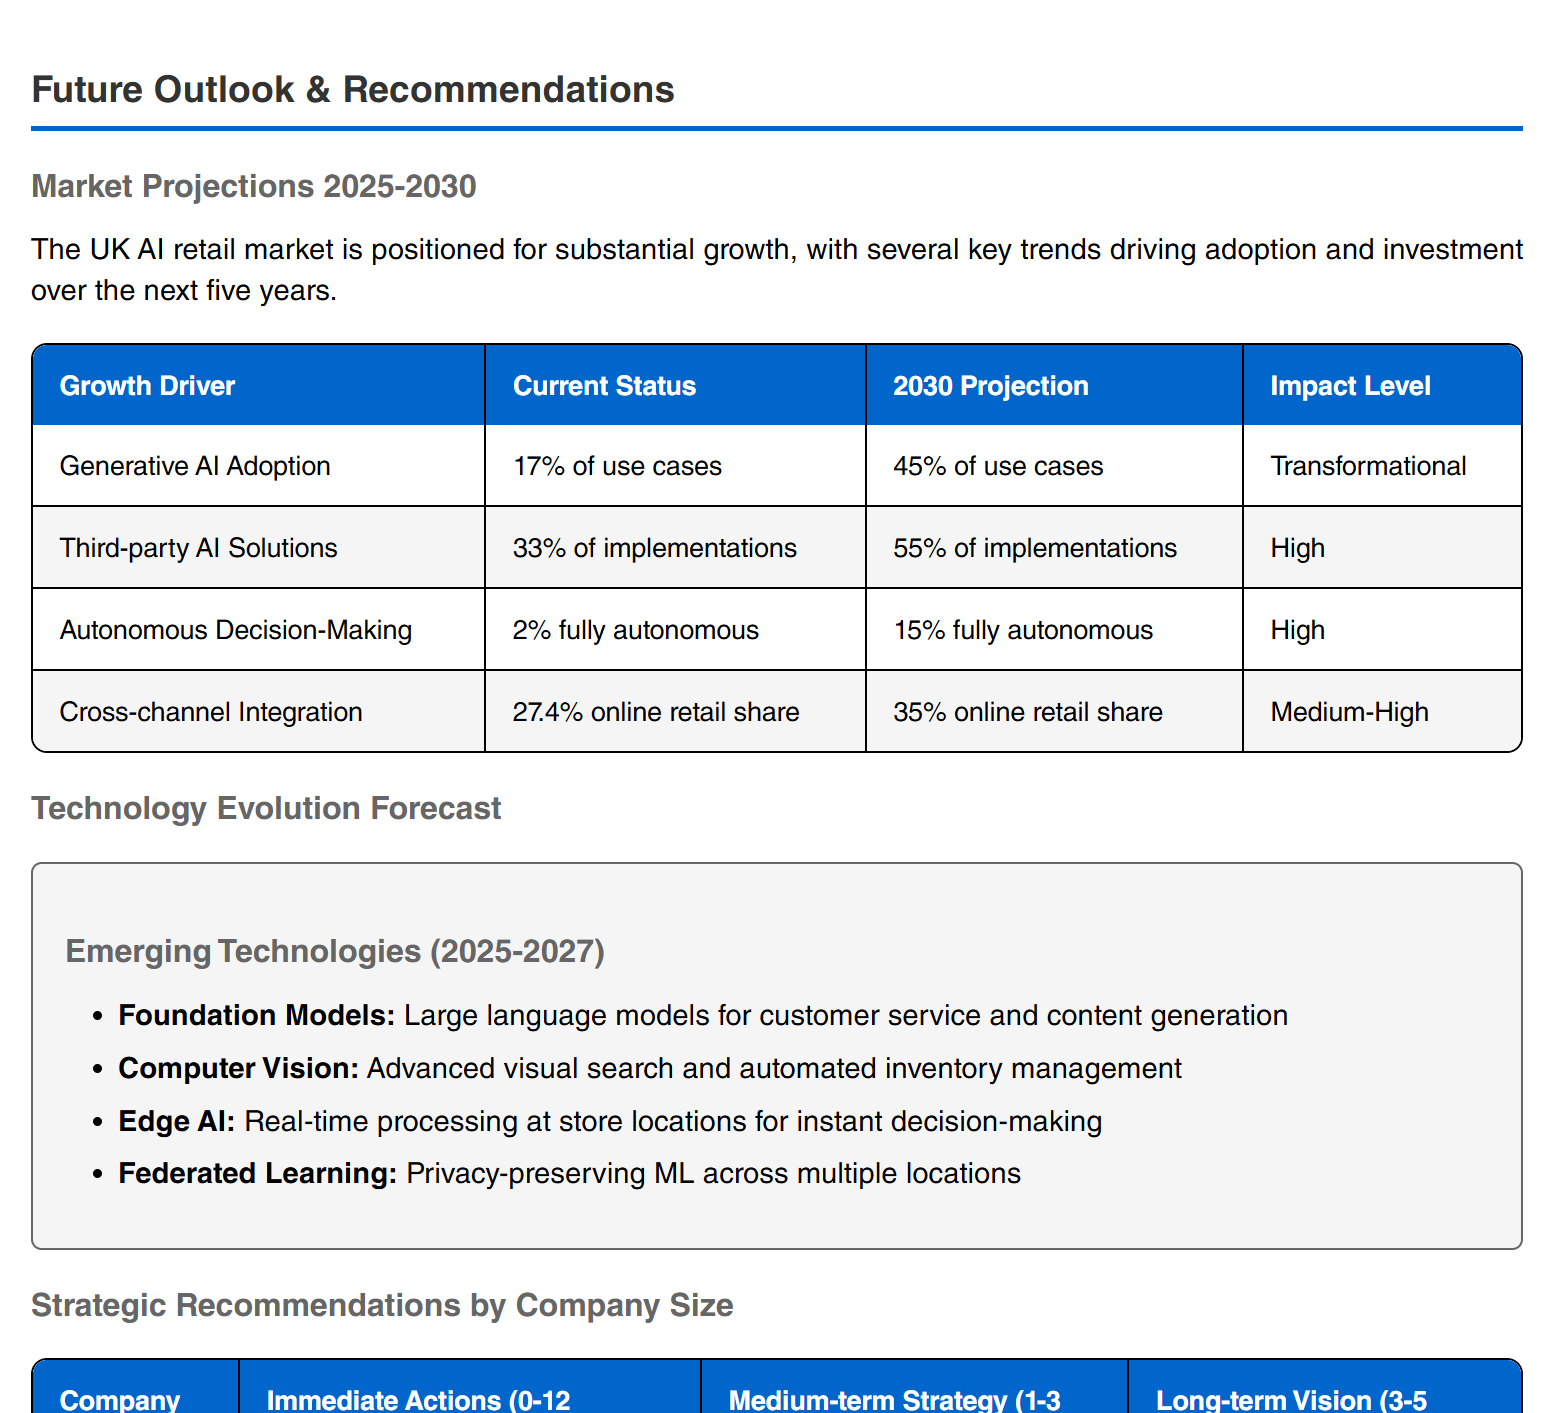 Future Outlook & Recommendations
Market Projections 2025-2030
The UK AI retail market is positioned for substantial growth, with several key trends driving adoption and investment
over the next five years.
Growth Driver Current Status 2030 Projection Impact Level
Generative AI Adoption 17% of use cases 45% of use cases Transformational
Third-party AI Solutions 33% of implementations 55% of implementations High
Autonomous Decision-Making 2% fully autonomous 15% fully autonomous High
Cross-channel Integration 27.4% online retail share 35% online retail share Medium-High
Technology Evolution Forecast
Emerging Technologies (2025-2027)
• Foundation Models: Large language models for customer service and content generation
• Computer Vision: Advanced visual search and automated inventory management
• Edge AI: Real-time processing at store locations for instant decision-making
• Federated Learning: Privacy-preserving ML across multiple locations
Strategic Recommendations by Company Size
Company Immediate Actions (0-12 Medium-term Strategy (1-3 Long-term Vision (3-5